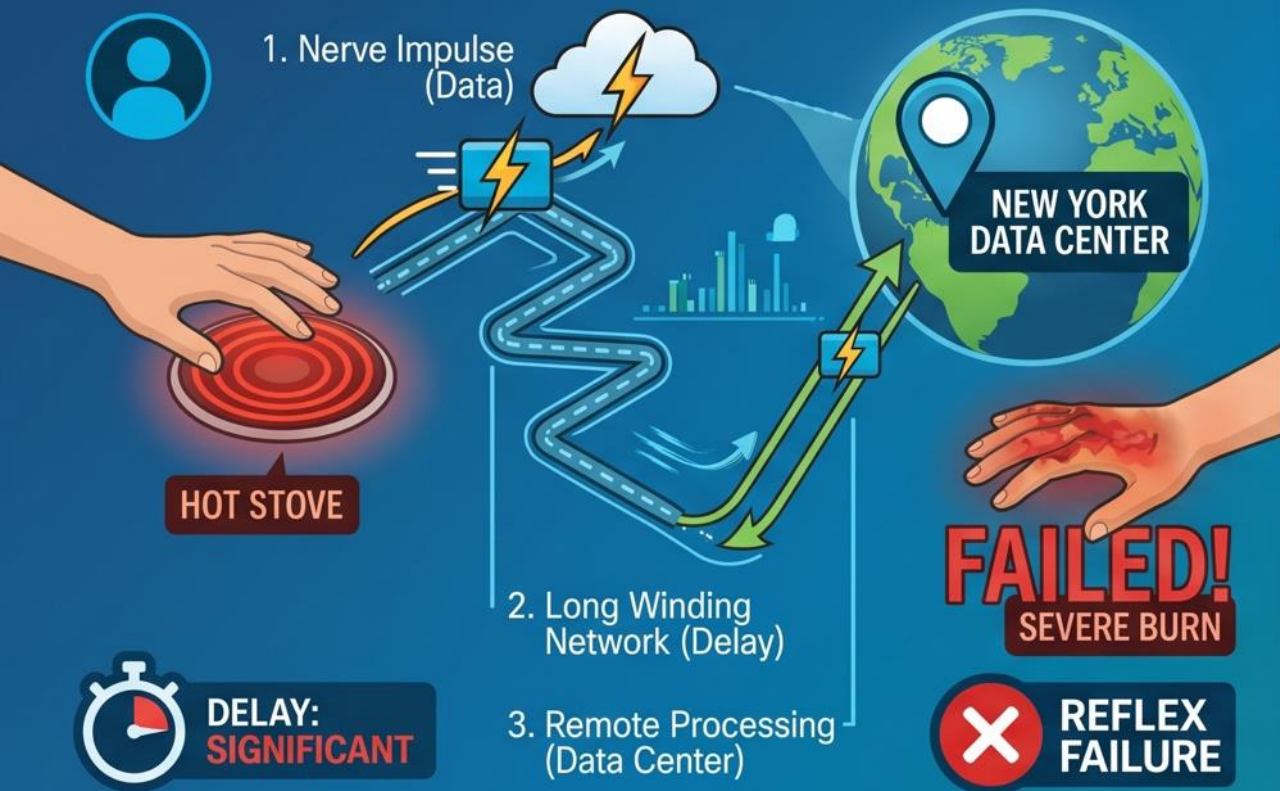 1. Nerve Impulse
(Data)
NEW YORK
DATA CENTER
HOT STOVE
FAILED!
SEVERE BURN
2. Long Winding
Network (Delay)
3. Remote Processing
(Data Center)
DELAY:
SIGNIFICANT
REFLEX
FAILURE